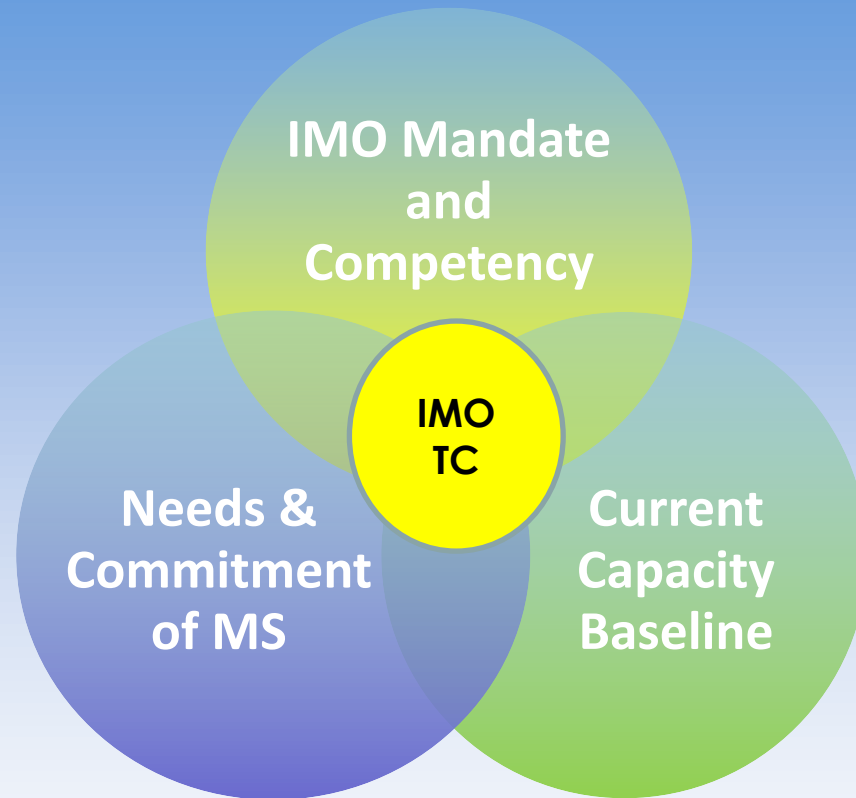 IMO Mandate
and
Competency
IMO
TC
Needs &
Commitment
of MS
Current
Capacity
Baseline